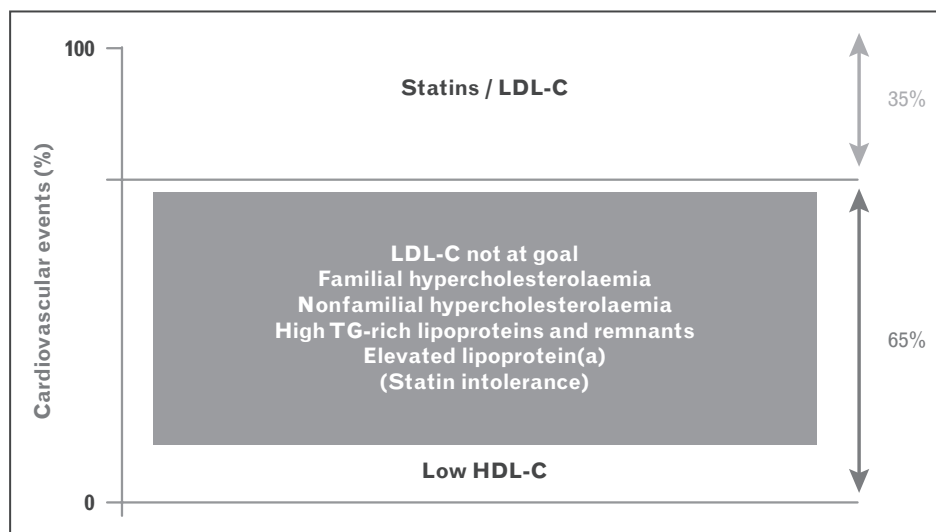 100
Statins / LDL-C
35%
Cardiovascular events (%)
LDL-C not at goal
Familial hypercholesterolaemia
Nonfamilial hypercholesterolaemia
High TG-rich lipoproteins and remnants
Elevated lipoprotein(a)
(Statin intolerance)
65%
Low HDL-C
0